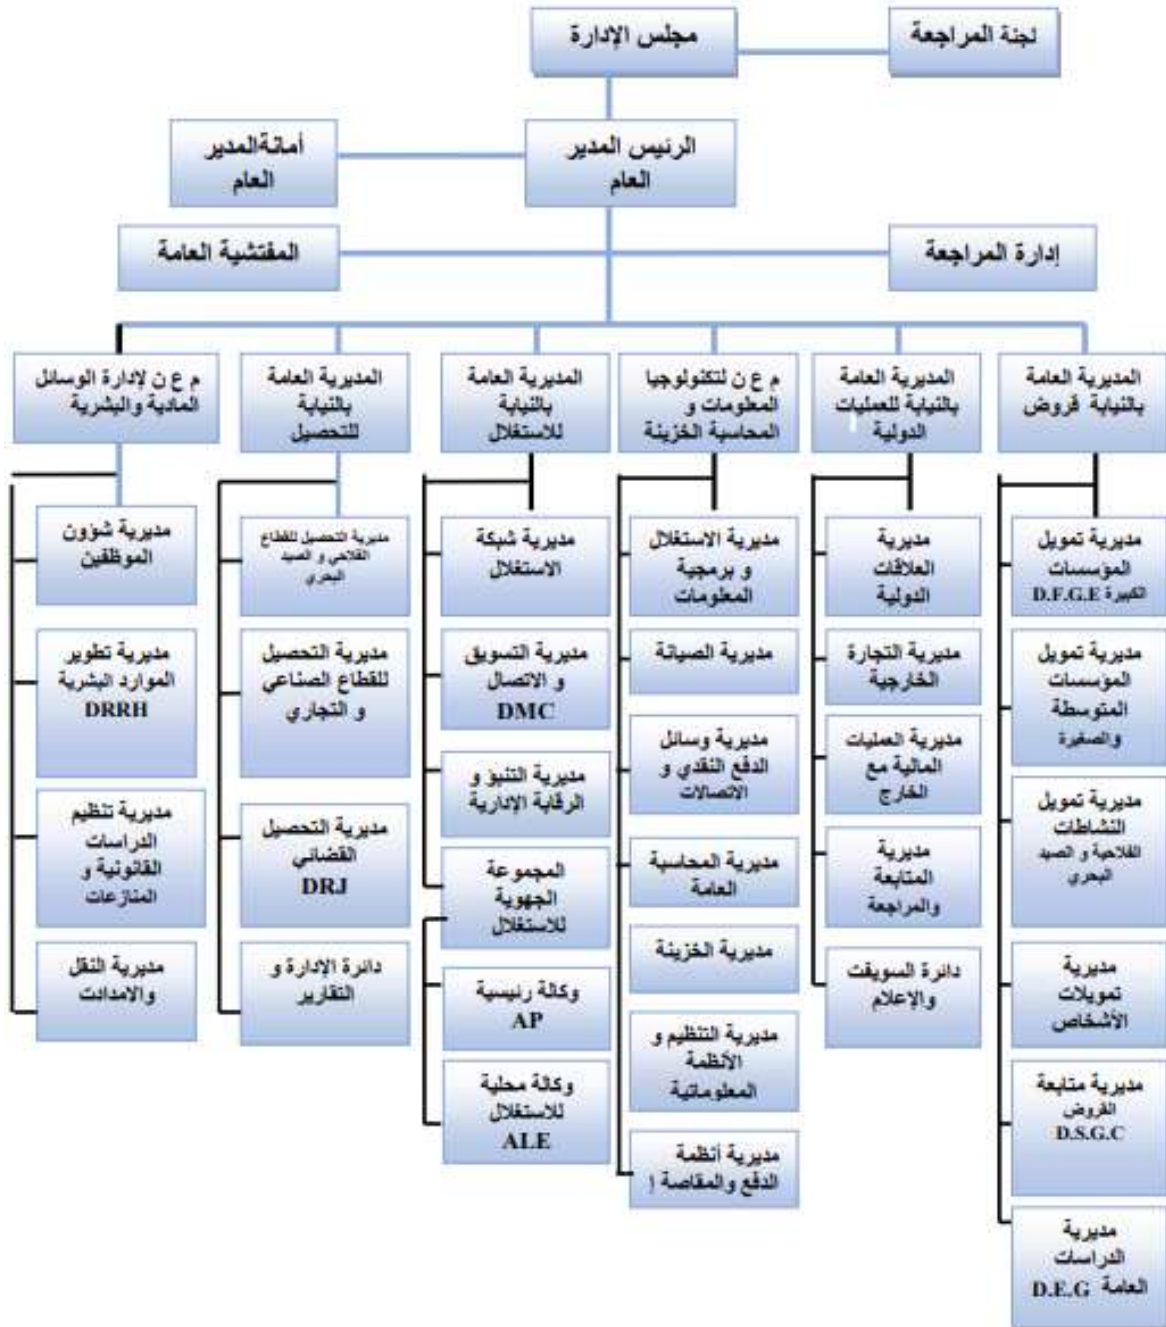 مجلس الإدارة
لجنة المراجعة
الرئيس المدير
العام
أمانةالمدير
العام
إدارة المراجعة
المفتشية العامة
المديرية العامة
بالنيابة قروض
المديرية العامة
بالنيابة للعمليات
الدولية
م ع ن لتكنولوجيا
المعلومات و
المحاسبة الخزينة
المديرية العامة
بالنيابة
للاستغلال
المديرية العامة
بالنيابة
للتحصيل
م ع ن لإدارة الوسائل
المادية والبشرية
مديرية تمويل
المؤسسات
الكبيرة D.F.G.E
مديرية تمويل
المؤسسات
المتوسطة
والصغيرة
مديرية تمويل
النشاطات
الفلاحية و الصيد
البحري
مديرية
تمويلات
الأشخاص
مديرية متابعة
القروض
D.S.G.C
مديرية
الدراسات
العامة D.E.G
مديرية
العلاقات
الدولية
مديرية التجارة
الخارجية
مديرية العمليات
المالية مع
الخارج
مديرية
المتابعة
والمراجعة
دائرة السويفت
والإعلام
مديرية الاستغلال
و برمجية
المعلومات
مديرية الصيانة
مديرية وسائل
الدفع النقدي و
الاتصالات
مديرية المحاسبة
العامة
مديرية الخزينة
مديرية التنظيم و
الأنظمة
المعلوماتية
مديرية أنظمة
الدفع والمقاصة إ
مديرية شبكة
الاستغلال
مديرية التسويق
و الاتصال
DMC
مديرية التنبؤ و
الرقابة الإدارية
المجموعة
الجهوية
للاستغلال
وكالة رئيسية
AP
وكالة محلية
للاستغلال
ALE
مديرية التحصيل للقطاع
الفلاحي و الصيد
البحري
مديرية التحصيل
للقطاع الصناعي
و التجاري
مديرية التحصيل
القضائي
DRJ
دائرة الإدارة و
التقارير
مديرية شؤون
الموظفين
مديرية تطوير
الموارد البشرية
DRRH
مديرية تنظيم
الدراسات
القانونية و
المنازعات
مديرية النقل
والامدادت